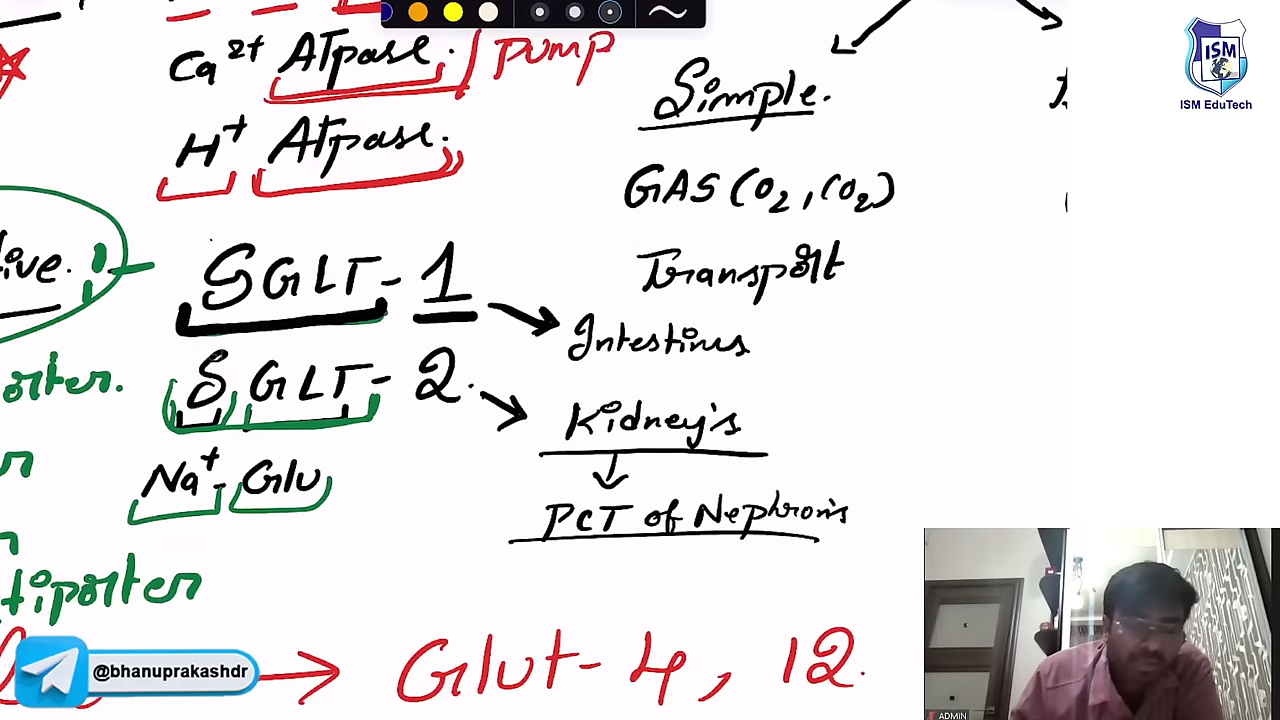 Ca²⁺ ATpase. / PUMP
H⁺ ATpase.
Simple.
GAS (O₂, CO₂)
Transport
SGLT-1
Intestines
SGLT-2.
Kidney's
PCT of Nephron's
Na⁺- Glu
tiporter
Glut-4, 12.
ISM
ISM EduTech
@bhanuprakashdr
ADMIN